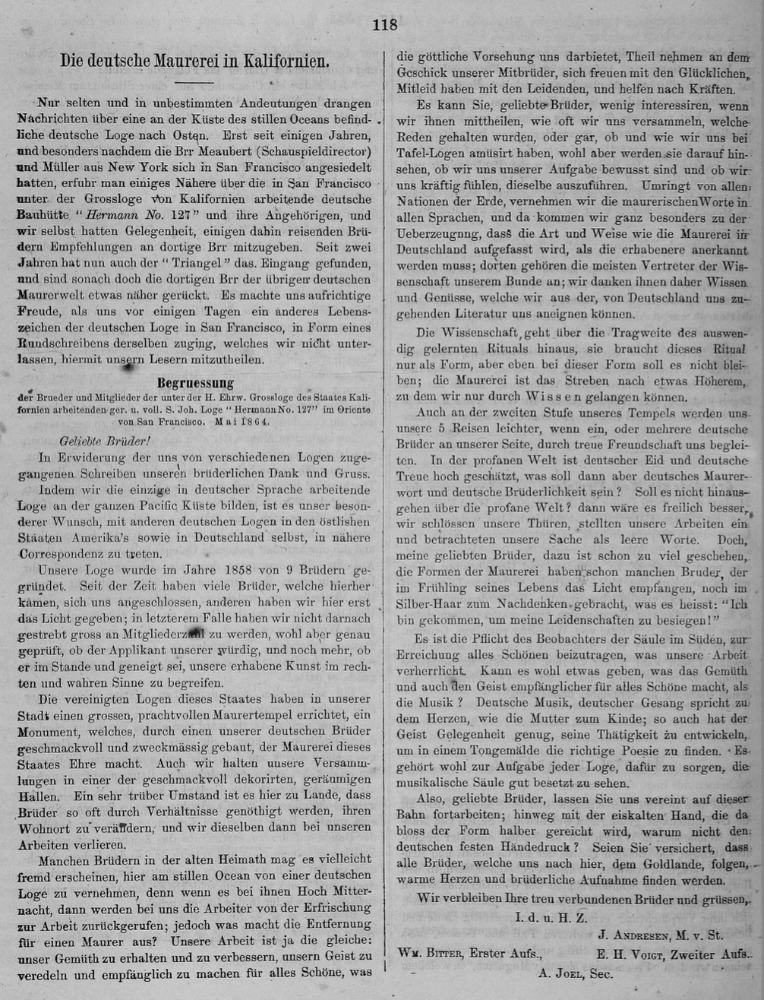 118
Die deutsche Maurerei in Kalifornien.
Nur selten und in unbestimmten Andeutungen drangen
Nachrichten über eine an der Küste des stillen Oceans befind-
liche deutsche Loge nach Osten. Erst seit einigen Jahren,
und besonders nachdem die Brr Meaubert (Schauspieldirector)
und Müller aus New York sich in San Francisco angesiedelt
hatten, erfuhr man einiges Nähere über die in San Francisco
unter der Grossloge von Kalifornien arbeitende deutsche
Bauhütte "Hermann No. 127" und ihre Angehörigen, und
wir selbst hatten Gelegenheit, einigen dahin reisenden Brü-
dern Empfehlungen an dortige Brr mitzugeben. Seit zwei
Jahren hat nun auch der "Triangel" das. Eingang gefunden,
und sind sonach doch die dortigen Brr der übrigen deutschen
Maurerwelt etwas näher gerückt. Es machte uns aufrichtige
Freude, als uns vor einigen Tagen ein anderes Lebens-
zeichen der deutschen Loge in San Francisco, in Form eines
Rundschreibens derselben zuging, welches wir nicht unter-
lassen, hiermit unsern Lesern mitzutheilen.
Begruessung
der Brueder und Mitglieder der unter der H. Ehrw. Grossloge des Staates Kali-
fornien arbeitenden ger. u. voll. S. Joh. Loge "Hermann No. 127" im Oriente
von San Francisco. Mai 1864.
Geliebte Brüder!
In Erwiderung der uns von verschiedenen Logen zuge-
gangenen Schreiben unseren brüderlichen Dank und Gruss.
Indem wir die einzige in deutscher Sprache arbeitende
Loge an der ganzen Pacific Küste bilden, ist es unser beson-
derer Wunsch, mit anderen deutschen Logen in den östlishen
Staaten Amerika's sowie in Deutschland selbst, in nähere
Correspondenz zu treten.
Unsere Loge wurde im Jahre 1858 von 9 Brüdern ge-
gründet. Seit der Zeit haben viele Brüder, welche hierher
kamen, sich uns angeschlossen, anderen haben wir hier erst
das Licht gegeben; in letzterem Falle haben wir nicht darnach
gestrebt gross an Mitgliederzahl zu werden, wohl aber genau
geprüft, ob der Applikant unserer würdig, und noch mehr, ob
er im Stande und geneigt sei, unsere erhabene Kunst im rech-
ten und wahren Sinne zu begreifen.
Die vereinigten Logen dieses Staates haben in unserer
Stadt einen grossen, prachtvollen Maurertempel errichtet, ein
Monument, welches, durch einen unserer deutschen Brüder
geschmackvoll und zweckmässig gebaut, der Maurerei dieses
Staates Ehre macht. Auch wir halten unsere Versamm-
lungen in einer der geschmackvoll dekorirten, geräumigen
Hallen. Ein sehr trüber Umstand ist es hier zu Lande, dass
Brüder so oft durch Verhältnisse genöthigt werden, ihren
Wohnort zu verändern, und wir dieselben dann bei unseren
Arbeiten verlieren.
Manchen Brüdern in der alten Heimath mag es vielleicht
fremd erscheinen, hier am stillen Ocean von einer deutschen
Loge zu vernehmen, denn wenn es bei ihnen Hoch Mitter-
nacht, dann werden bei uns die Arbeiter von der Erfrischung
zur Arbeit zurückgerufen; jedoch was macht die Entfernung
für einen Maurer aus? Unsere Arbeit ist ja die gleiche:
unser Gemüth zu erhalten und zu verbessern, unsern Geist zu
veredeln und empfänglich zu machen für alles Schöne, was
die göttliche Vorsehung uns darbietet, Theil nehmen an dem
Geschick unserer Mitbrüder, sich freuen mit den Glücklichen,
Mitleid haben mit den Leidenden, und helfen nach Kräften.
Es kann Sie, geliebte Brüder, wenig interessiren, wenn
wir ihnen mittheilen, wie oft wir uns versammeln, welche
Reden gehalten wurden, oder gar, ob und wie wir uns bei
Tafel-Logen amüsirt haben, wohl aber werden sie darauf hin-
sehen, ob wir uns unserer Aufgabe bewusst sind und ob wir
uns kräftig fühlen, dieselbe auszuführen. Umringt von allen
Nationen der Erde, vernehmen wir die maurerischen Worte in
allen Sprachen, und da kommen wir ganz besonders zu der
Ueberzeugnng, dass die Art und Weise wie die Maurerei in
Deutschland aufgefasst wird, als die erhabenere anerkannt
werden muss; dorten gehören die meisten Vertreter der Wis-
senschaft unserem Bunde an; wir danken ihnen daher Wissen
und Genüsse, welche wir aus der, von Deutschland uns zu-
gehenden Literatur uns aneignen können.
Die Wissenschaft geht über die Tragweite des auswen-
dig gelernten Rituals hinaus, sie braucht dieses Ritual
nur als Form, aber eben bei dieser Form soll es nicht blei-
ben; die Maurerei ist das Streben nach etwas Höherem,
zu dem wir nur durch Wissen gelangen können.
Auch an der zweiten Stufe unseres Tempels werden uns
unsere 5 Reisen leichter, wenn ein, oder mehrere deutsche
Brüder an unserer Seite, durch treue Freundschaft uns beglei-
ten. In der profanen Welt ist deutscher Eid und deutsche
Treue hoch geschätzt, was soll dann aber deutsches Maurer-
wort und deutsche Brüderlichkeit sein? Soll es nicht hinaus-
gehen über die profane Welt? dann wäre es freilich besser,
wir schlössen unsere Thüren, stellten unsere Arbeiten ein
und betrachteten unsere Sache als leere Worte. Doch,
meine geliebten Brüder, dazu ist schon zu viel geschehen,
die Formen der Maurerei haben schon manchen Bruder, der
im Frühling seines Lebens das Licht empfangen, noch im
Silber-Haar zum Nachdenken gebracht, was es heisst: "Ich
bin gekommen, um meine Leidenschaften zu besiegen!"
Es ist die Pflicht des Beobachters der Säule im Süden, zur
Erreichung alles Schönen beizutragen, was unsere Arbeit
verherrlicht. Kann es wohl etwas geben, was das Gemüth
und auch den Geist empfänglicher für alles Schöne macht, als
die Musik? Deutsche Musik, deutscher Gesang spricht zu
dem Herzen, wie die Mutter zum Kinde; so auch hat der
Geist Gelegenheit genug, seine Thätigkeit zu entwickeln,
um in einem Tongemälde die richtige Poesie zu finden. Es
gehört wohl zur Aufgabe jeder Loge, dafür zu sorgen, die
musikalische Säule gut besetzt zu sehen.
Also, geliebte Brüder, lassen Sie uns vereint auf dieser
Bahn fortarbeiten; hinweg mit der eiskalten Hand, die da
bloss der Form halber gereicht wird, warum nicht den
deutschen festen Händedruck? Seien Sie versichert, dass
alle Brüder, welche uns nach hier, dem Goldlande, folgen,
warme Herzen und brüderliche Aufnahme finden werden.
Wir verbleiben Ihre treu verbundenen Brüder und grüssen,
I. d. u. H. Z.
J. Andresen, M. v. St.
Wm. Bitter, Erster Aufs., E. H. Voigt, Zweiter Aufs.
A. Joel, Sec.